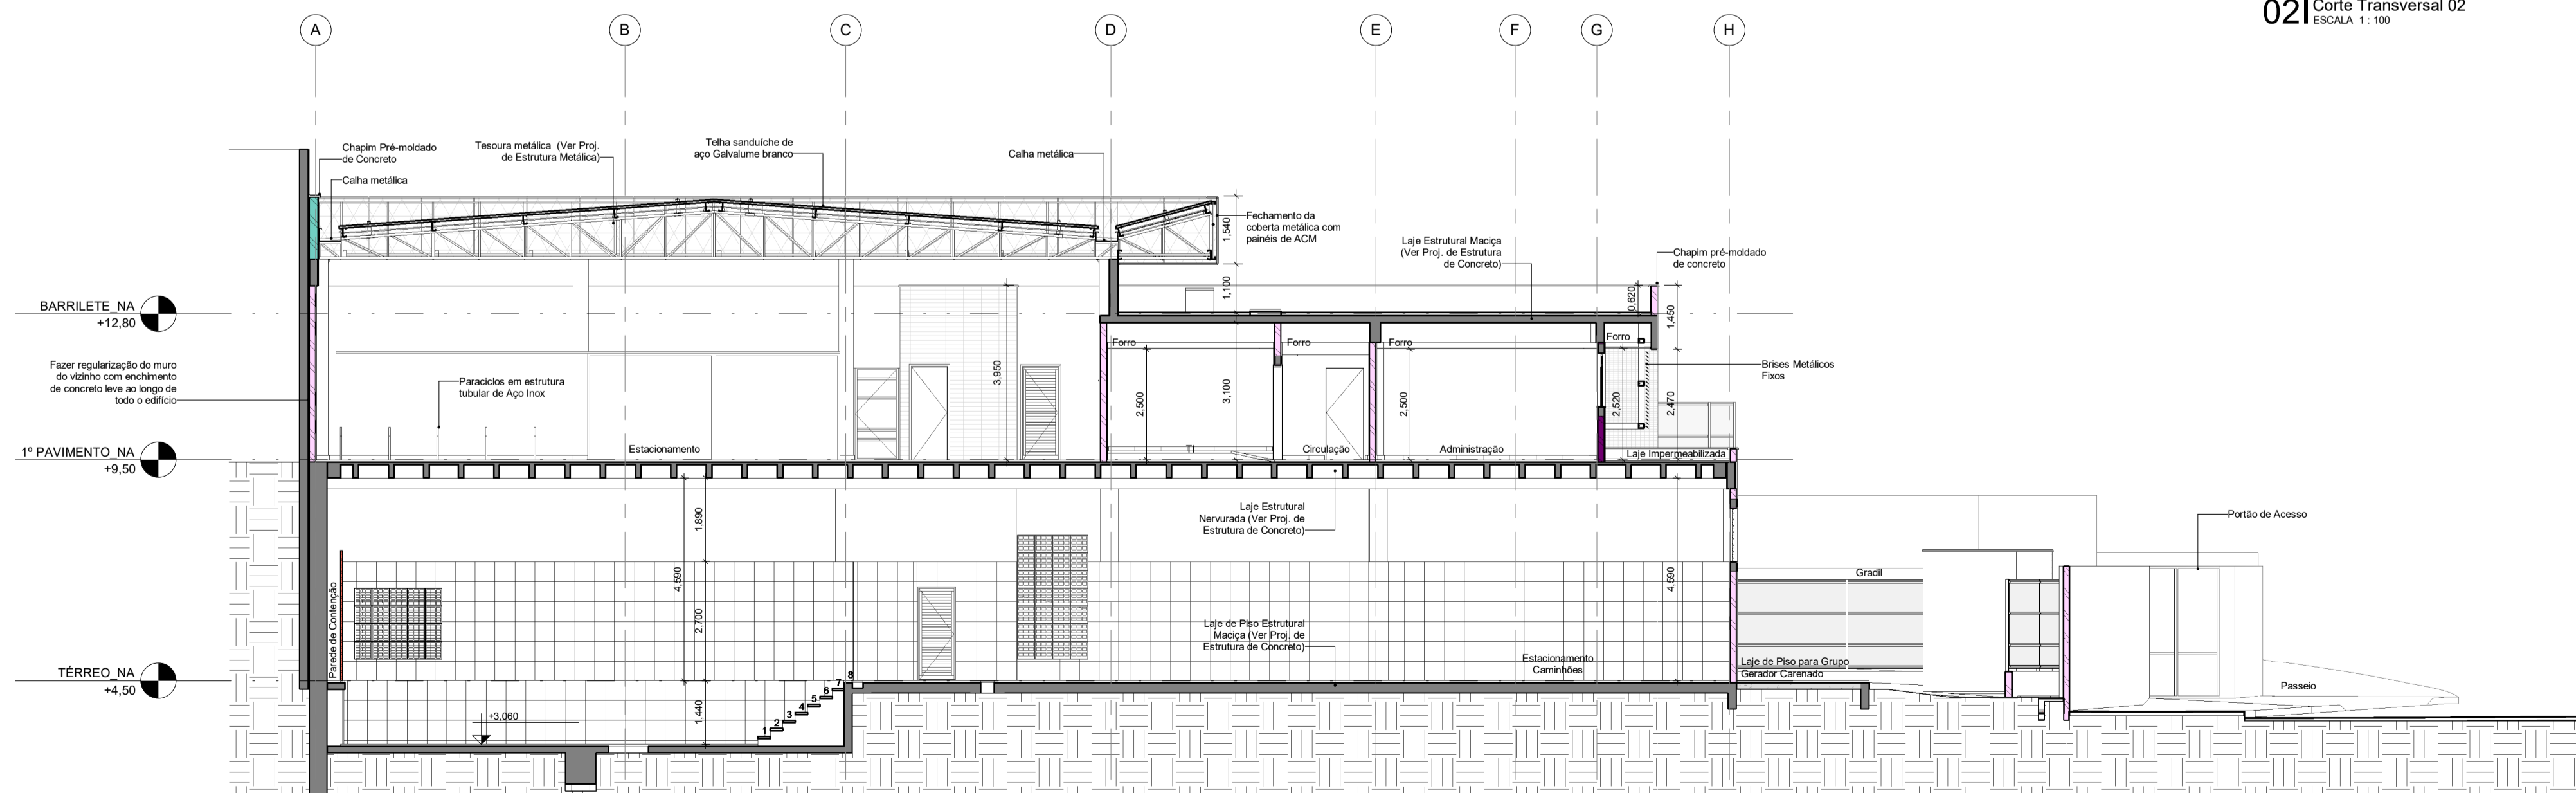 02 Corte Transversal 02
ESCALA 1 : 100
A
B
C
D
E
F
G
H
Chapim Pré-moldado
de Concreto
Calha metálica
Tesoura metálica (Ver Proj.
de Estrutura Metálica)
Telha sanduíche de
aço Galvalume branco
Calha metálica
1,540
Fechamento da
coberta metálica com
painéis de ACM
Laje Estrutural Maciça
(Ver Proj. de Estrutura
de Concreto)
Chapim pré-moldado
de concreto
1,100
0,620
1,450
BARRILETE_NA
+12,80
Fazer regularização do muro
do vizinho com enchimento
de concreto leve ao longo de
todo o edifício
Paraciclos em estrutura
tubular de Aço Inox
3,950
Forro
Forro
Forro
Forro
2,500
3,100
2,500
2,520
2,470
Brises Metálicos
Fixos
1º PAVIMENTO_NA
+9,50
Estacionamento
TI
Circulação
Administração
Laje Impermeabilizada
1,890
4,590
2,700
Laje Estrutural
Nervurada (Ver Proj. de
Estrutura de Concreto)
4,590
Portão de Acesso
Gradil
Parede de Contenção
Laje de Piso Estrutural
Maciça (Ver Proj. de
Estrutura de Concreto)
Estacionamento
Caminhões
Laje de Piso para Grupo
Gerador Carenado
Passeio
TÉRREO_NA
+4,50
+3,060
1,440
1
2
3
4
5
6
7
8